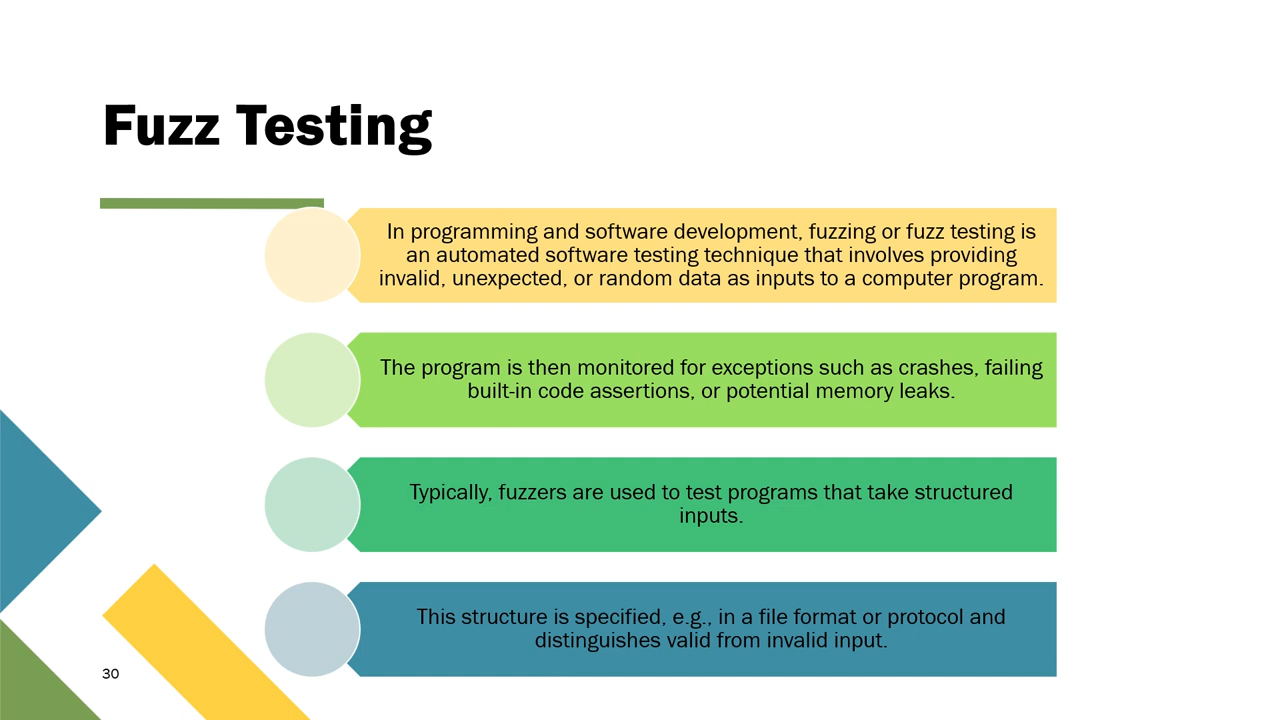 Fuzz Testing
In programming and software development, fuzzing or fuzz testing is
an automated software testing technique that involves providing
invalid, unexpected, or random data as inputs to a computer program.
The program is then monitored for exceptions such as crashes, failing
built-in code assertions, or potential memory leaks.
Typically, fuzzers are used to test programs that take structured
inputs.
This structure is specified, e.g., in a file format or protocol and
distinguishes valid from invalid input.
30